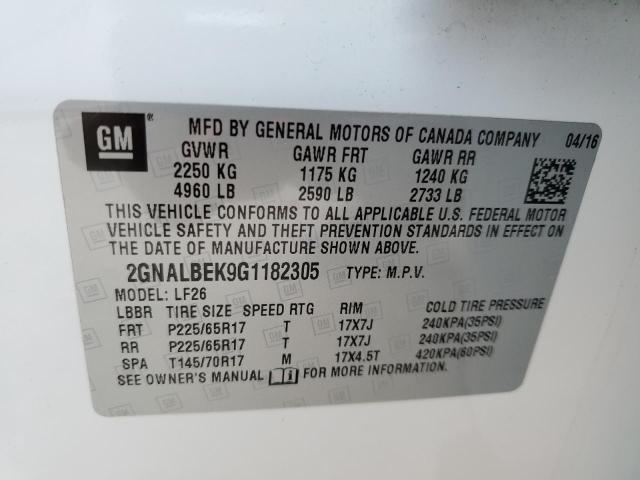 GM ®
MFD BY GENERAL MOTORS OF CANADA COMPANY 04/16
GVWR GAWR FRT GAWR RR
2250 KG 1175 KG 1240 KG
4960 LB 2590 LB 2733 LB
THIS VEHICLE CONFORMS TO ALL APPLICABLE U.S. FEDERAL MOTOR
VEHICLE SAFETY AND THEFT PREVENTION STANDARDS IN EFFECT ON
THE DATE OF MANUFACTURE SHOWN ABOVE.
2GNALBEK9G1182305 TYPE: M.P.V.
MODEL: LF26
LBBR TIRE SIZE SPEED RTG RIM COLD TIRE PRESSURE
FRT P225/65R17 T 17X7J 240KPA(35PSI)
RR P225/65R17 T 17X7J 240KPA(35PSI)
SPA T145/70R17 M 17X4.5T 420KPA(60PSI)
SEE OWNER'S MANUAL FOR MORE INFORMATION.